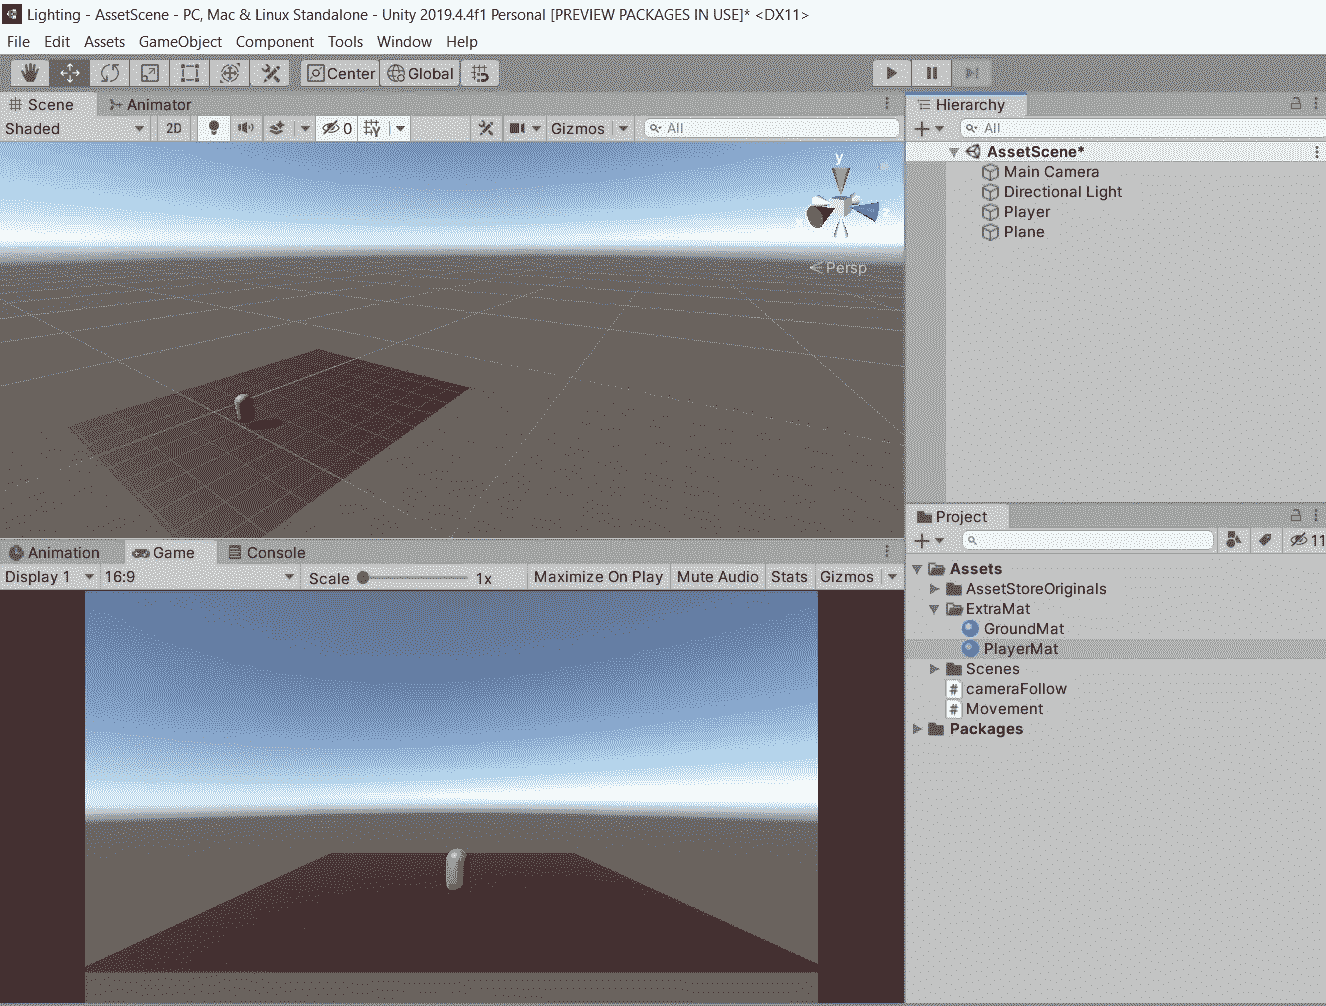 Lighting - AssetScene - PC, Mac & Linux Standalone - Unity 2019.4.4f1 Personal [PREVIEW PACKAGES IN USE]* <DX11>
File Edit Assets GameObject Component Tools Window Help
Center Global
Scene Animator
Shaded 2D 0 Gizmos All
y
z
Persp
Hierarchy
All
AssetScene*
Main Camera
Directional Light
Player
Plane
Animation Game Console
Display 1 16:9 Scale 1x Maximize On Play Mute Audio Stats Gizmos
Project
11
Assets
AssetStoreOriginals
ExtraMat
GroundMat
PlayerMat
Scenes
# cameraFollow
# Movement
Packages